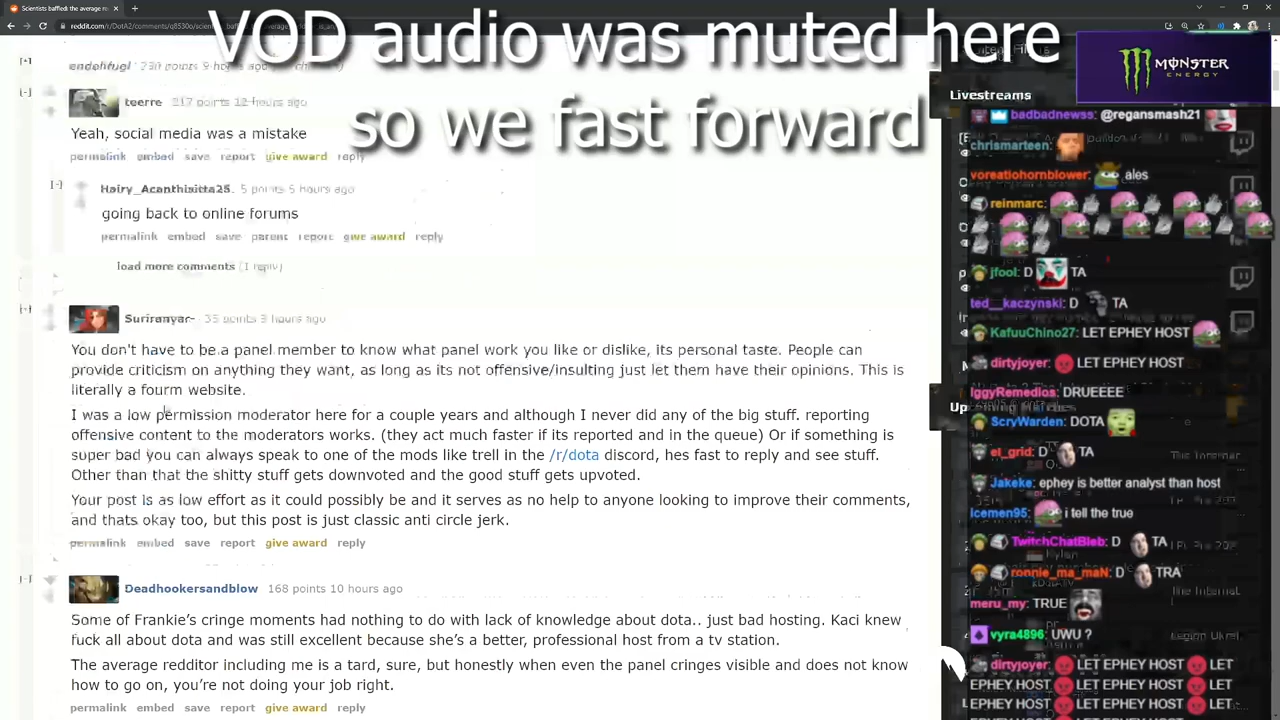 Scientists baffled: the average re
reddit.com/r/DotA2/comments/q8530o/scien
VOD audio was muted here
so we fast forward
teerre 217 points 12 hours ago
Yeah, social media was a mistake
permalink embed save report give award reply
5 points 5 hours ago
going back to online forums
permalink embed save parent report give award reply
load more comments (1 reply)
35 points 3 hours ago
You don't have to be a panel member to know what panel work you like or dislike, its personal taste. People can
provide criticism on anything they want, as long as its not offensive/insulting just let them have their opinions. This is
literally a fourm website.
I was a low permission moderator here for a couple years and although I never did any of the big stuff. reporting
offensive content to the moderators works. (they act much faster if its reported and in the queue) Or if something is
super bad you can always speak to one of the mods like trell in the /r/dota discord, hes fast to reply and see stuff.
Other than that the shitty stuff gets downvoted and the good stuff gets upvoted.
Your post is as low effort as it could possibly be and it serves as no help to anyone looking to improve their comments,
and thats okay too, but this post is just classic anti circle jerk.
permalink embed save report give award reply
Deadhookersandblow 168 points 10 hours ago
Some of Frankie's cringe moments had nothing to do with lack of knowledge about dota.. just bad hosting. Kaci knew
fuck all about dota and was still excellent because she's a better, professional host from a tv station.
The average redditor including me is a tard, sure, but honestly when even the panel cringes visible and does not know
how to go on, you're not doing your job right.
permalink embed save report give award reply
MONSTER
ENERGY
Livestreams
badbadnewss: @regansmash21
chrismarteen:
voreatiohornblower: ales
reinmarc:
jfool: D TA
ted__kaczynski: D TA
KafuuChino27: LET EPHEY HOST
dirtyjoyer: LET EPHEY HOST
IggyRemedios: DRUEEEE
ScryWarden: DOTA
el_grid: D TA
Jakeke: ephey is better analyst than host
Icemen95: i tell the true
TwitchChatBleb: D TA
ronnie_ma_maN: D TRA
meru_my: TRUE
vyra4896: UWU ?
dirtyjoyer: LET EPHEY HOST LET
EPHEY HOST LET EPHEY HOST LET
EPHEY HOST LET EPHEY HOST LET